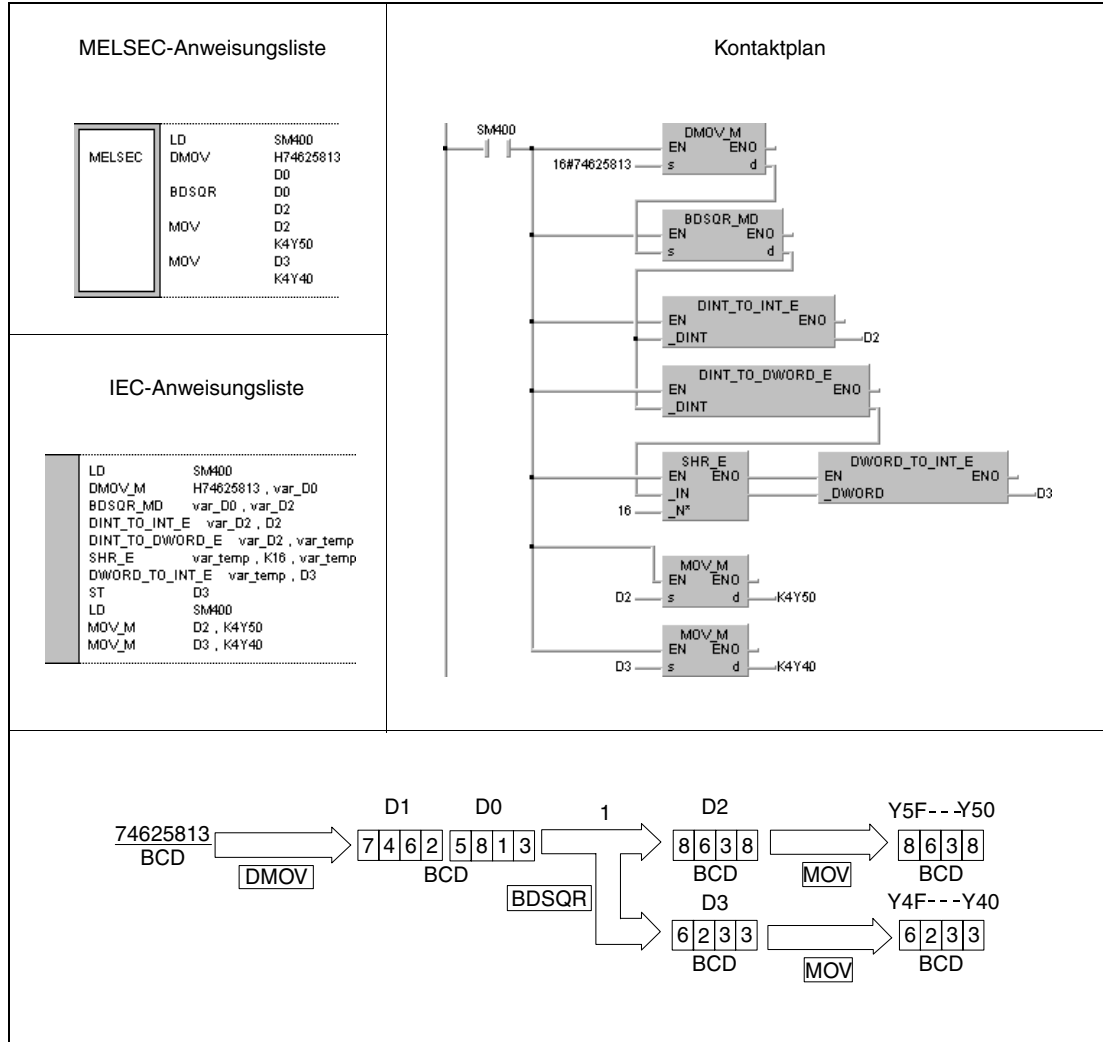 MELSEC-Anweisungsliste
MELSEC
LD SM400
DMOV H74625813
D0
BDSQR D0
D2
MOV D2
K4Y50
MOV D3
K4Y40
IEC-Anweisungsliste
LD SM400
DMOV_M H74625813 , var_D0
BDSQR_MD var_D0 , var_D2
DINT_TO_INT_E var_D2 , D2
DINT_TO_DWORD_E var_D2 , var_temp
SHR_E var_temp , K16 , var_temp
DWORD_TO_INT_E var_temp , D3
ST D3
LD SM400
MOV_M D2 , K4Y50
MOV_M D3 , K4Y40
Kontaktplan
SM400
DMOV_M
EN ENO
16#74625813 s d
BDSQR_MD
EN ENO
s d
DINT_TO_INT_E
EN ENO
_DINT D2
DINT_TO_DWORD_E
EN ENO
_DINT
SHR_E
EN ENO
_IN
16 _N*
DWORD_TO_INT_E
EN ENO
_DWORD D3
MOV_M
EN ENO
D2 s d K4Y50
MOV_M
EN ENO
D3 s d K4Y40
D1 D0 1 D2 Y5F---Y50
74625813 7 4 6 2 5 8 1 3 8 6 3 8 8 6 3 8
BCD DMOV BCD BCD MOV BCD
BDSQR D3 Y4F---Y40
6 2 3 3 6 2 3 3
BCD MOV BCD